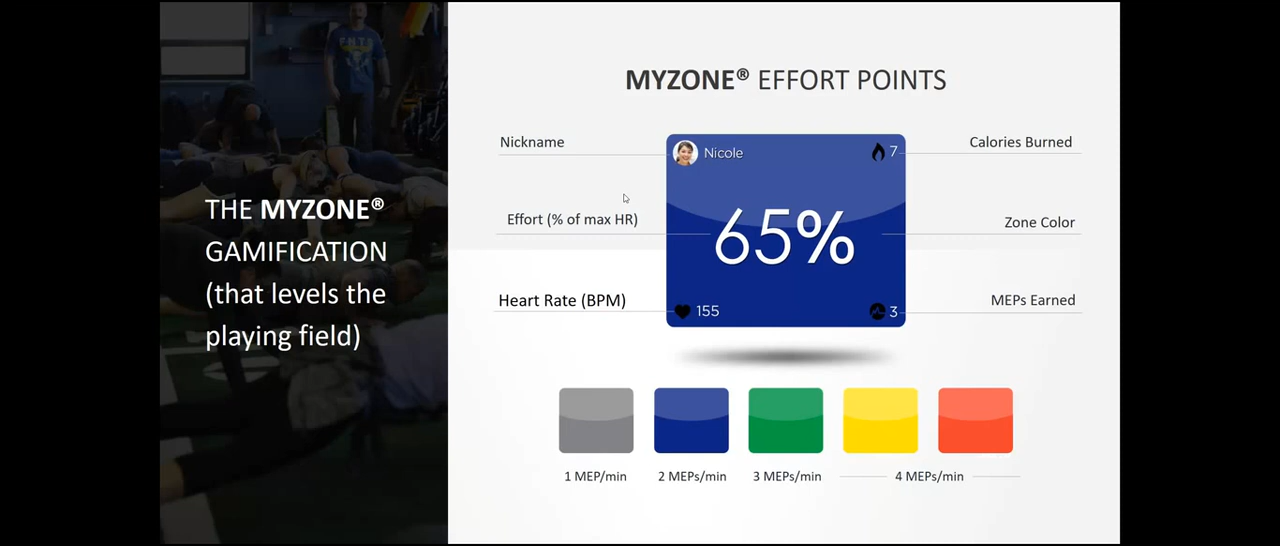 THE MYZONE®
GAMIFICATION
(that levels the
playing field)
MYZONE® EFFORT POINTS
Nickname
Effort (% of max HR)
Heart Rate (BPM)
Nicole
7
65%
155
3
Calories Burned
Zone Color
MEPs Earned
1 MEP/min
2 MEPs/min
3 MEPs/min
4 MEPs/min